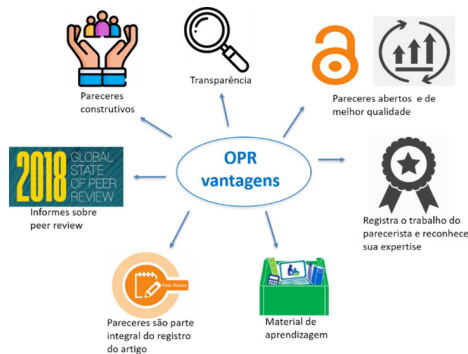 Pareceres
construtivos
Transparência
Pareceres abertos e de
melhor qualidade
OPR
vantagens
2018 GLOBAL
STATE
OF PEER
REVIEW
Informes sobre
peer review
Registra o trabalho do
parecerista e reconhece
sua expertise
Peer Review
Pareceres são parte
integral do registro
do artigo
Material de
aprendizagem